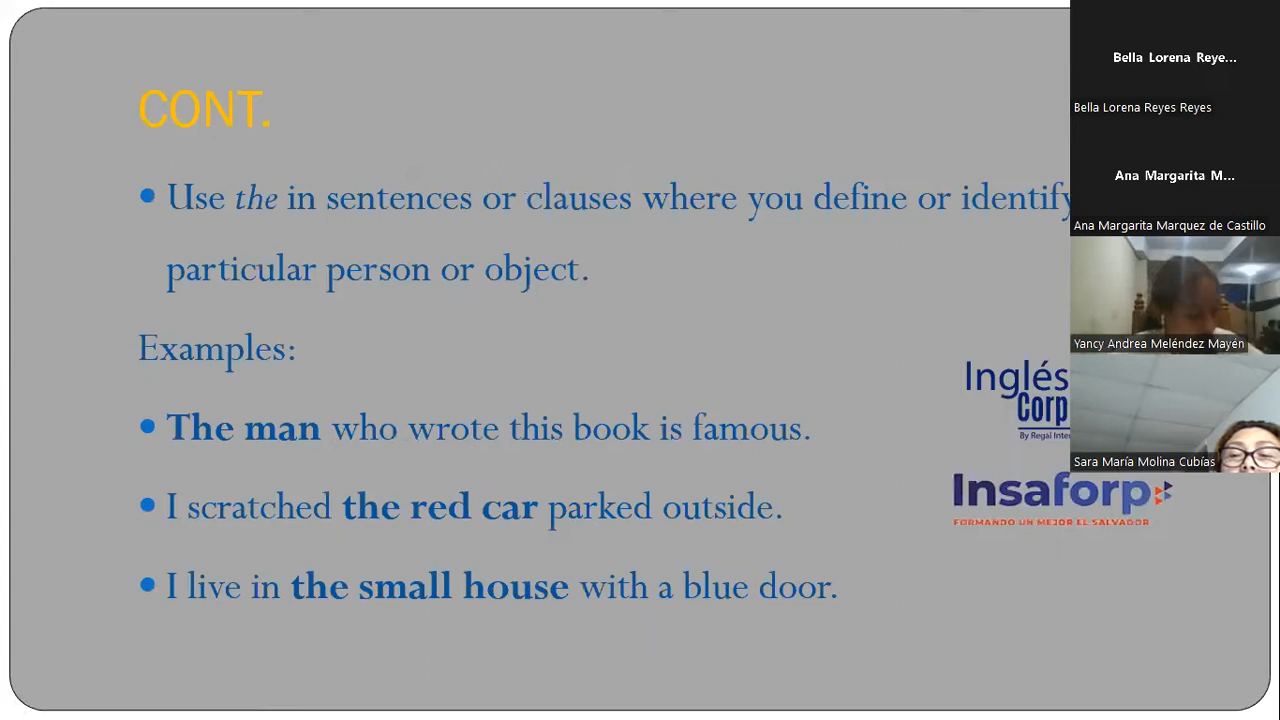 CONT.
• Use the in sentences or clauses where you define or identify
particular person or object.
Examples:
• The man who wrote this book is famous.
• I scratched the red car parked outside.
• I live in the small house with a blue door.
Inglés
Corp
By Regal Inter
Insaforp
FORMANDO UN MEJOR EL SALVADOR
Bella Lorena Reye...
Bella Lorena Reyes Reyes
Ana Margarita M...
Ana Margarita Marquez de Castillo
Yancy Andrea Meléndez Mayén
Sara María Molina Cubías